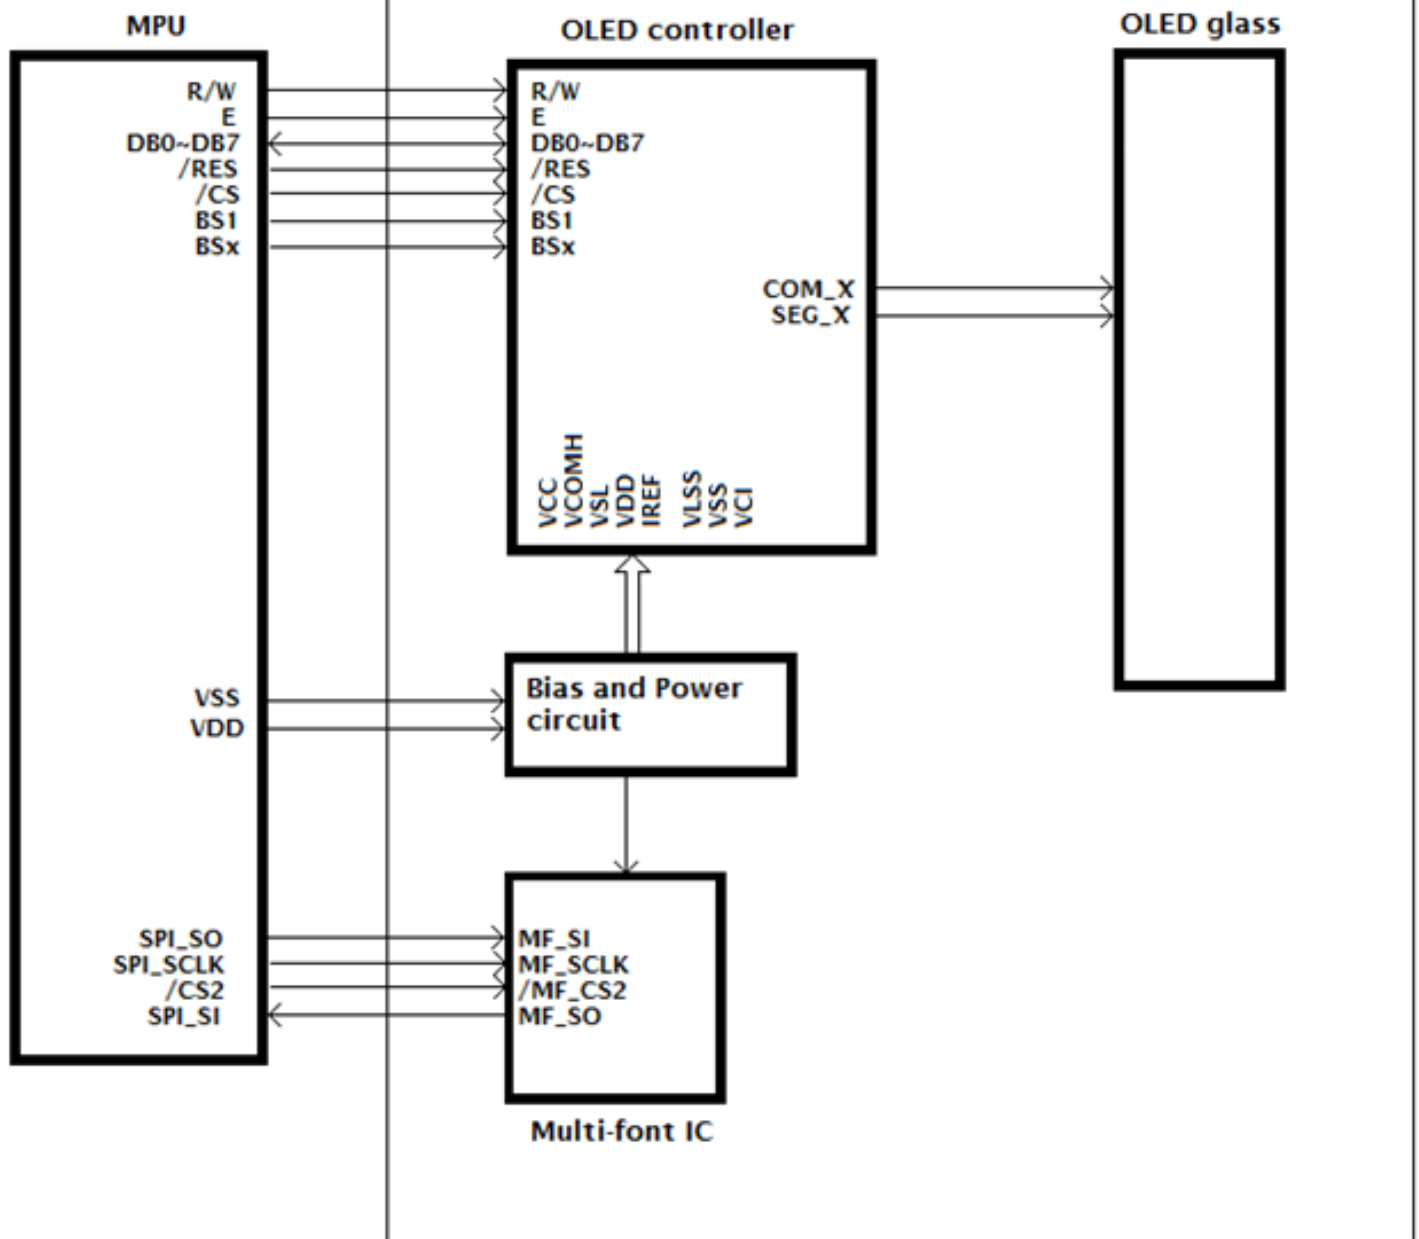 MPU
R/W
E
DB0~DB7
/RES
/CS
BS1
BSx
VSS
VDD
SPI_SO
SPI_SCLK
/CS2
SPI_SI
OLED controller
R/W
E
DB0~DB7
/RES
/CS
BS1
BSx
COM_X
SEG_X
VCC
VCOMH
VSL
VDD
IREF
VLSS
VSS
VCI
Bias and Power
circuit
MF_SI
MF_SCLK
/MF_CS2
MF_SO
Multi-font IC
OLED glass